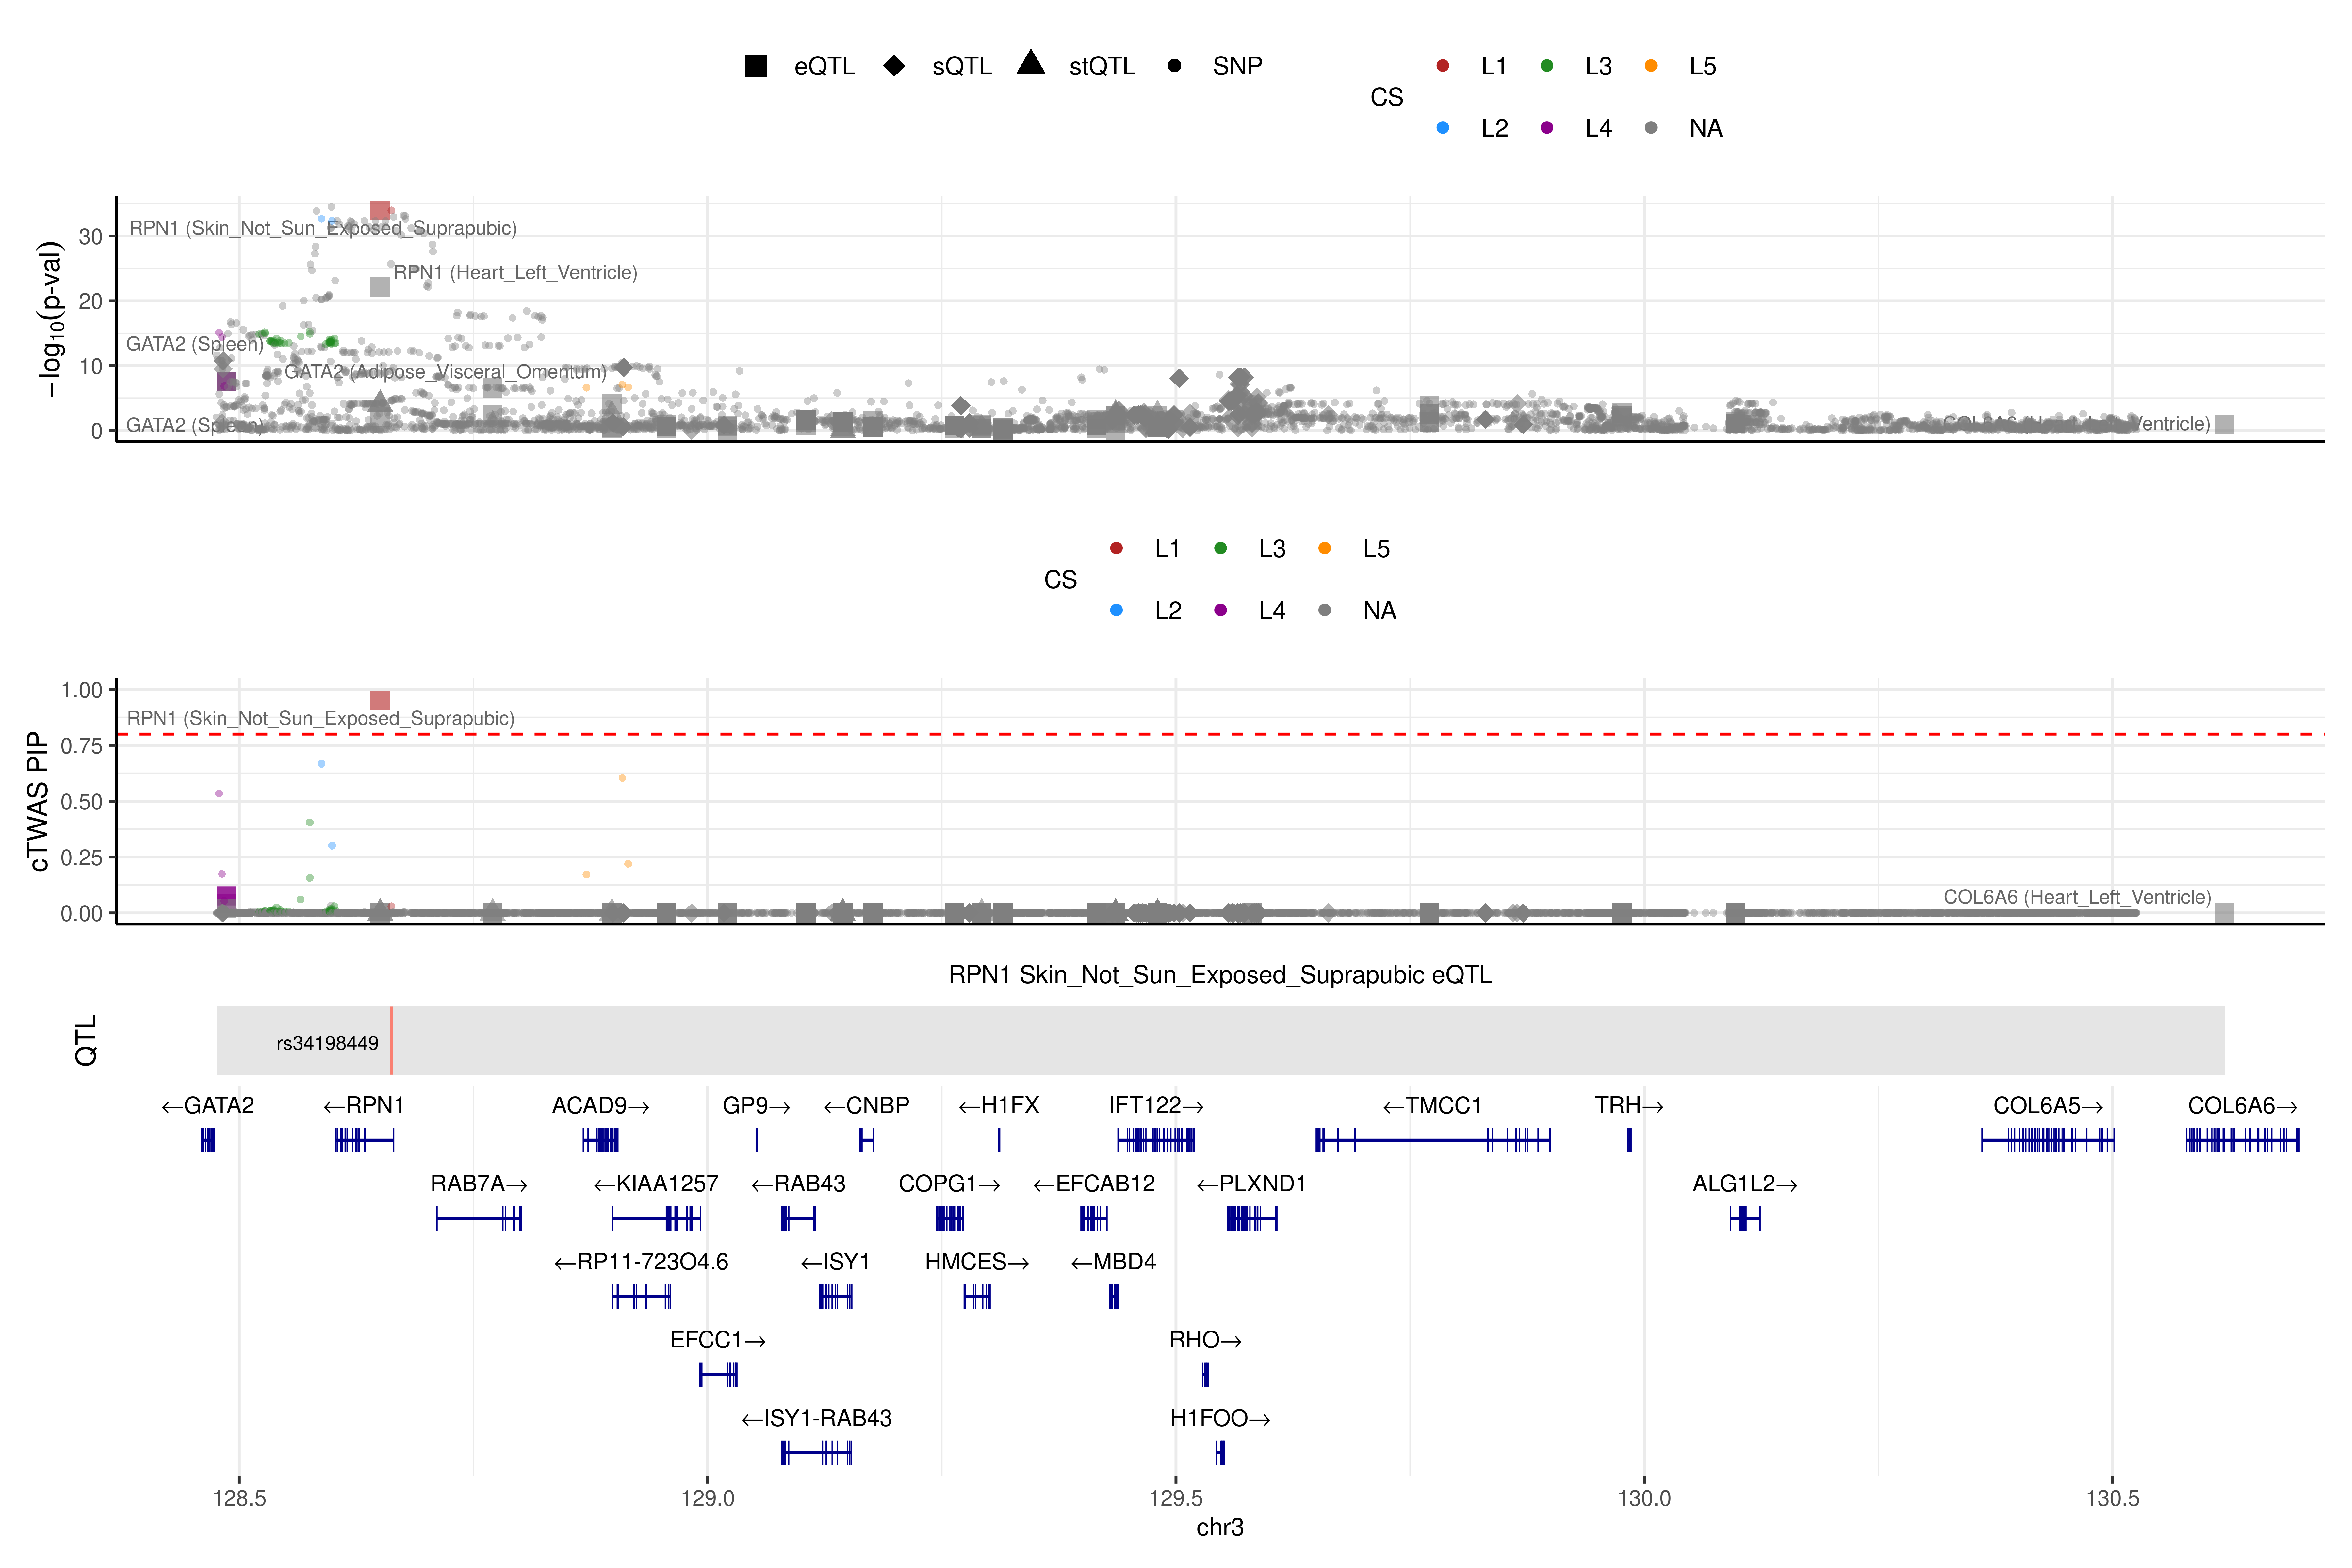 eQTL sQTL stQTL SNP
CS
L1 L3 L5
L2 L4 NA
−log10(p-val)
30
20
10
0
RPN1 (Skin_Not_Sun_Exposed_Suprapubic)
RPN1 (Heart_Left_Ventricle)
GATA2 (Spleen)
GATA2 (Adipose_Visceral_Omentum)
GATA2 (Spleen)
COL6A6 (Heart_Left_Ventricle)
CS
L1 L3 L5
L2 L4 NA
cTWAS PIP
1.00
0.75
0.50
0.25
0.00
RPN1 (Skin_Not_Sun_Exposed_Suprapubic)
COL6A6 (Heart_Left_Ventricle)
RPN1 Skin_Not_Sun_Exposed_Suprapubic eQTL
QTL
rs34198449
←GATA2 ←RPN1 ACAD9→ GP9→ ←CNBP ←H1FX IFT122→ ←TMCC1 TRH→ COL6A5→ COL6A6→
RAB7A→ ←KIAA1257 ←RAB43 COPG1→ ←EFCAB12 ←PLXND1 ALG1L2→
←RP11-723O4.6 ←ISY1 HMCES→ ←MBD4
EFCC1→ RHO→
←ISY1-RAB43 H1FOO→
128.5 129.0 129.5 130.0 130.5
chr3